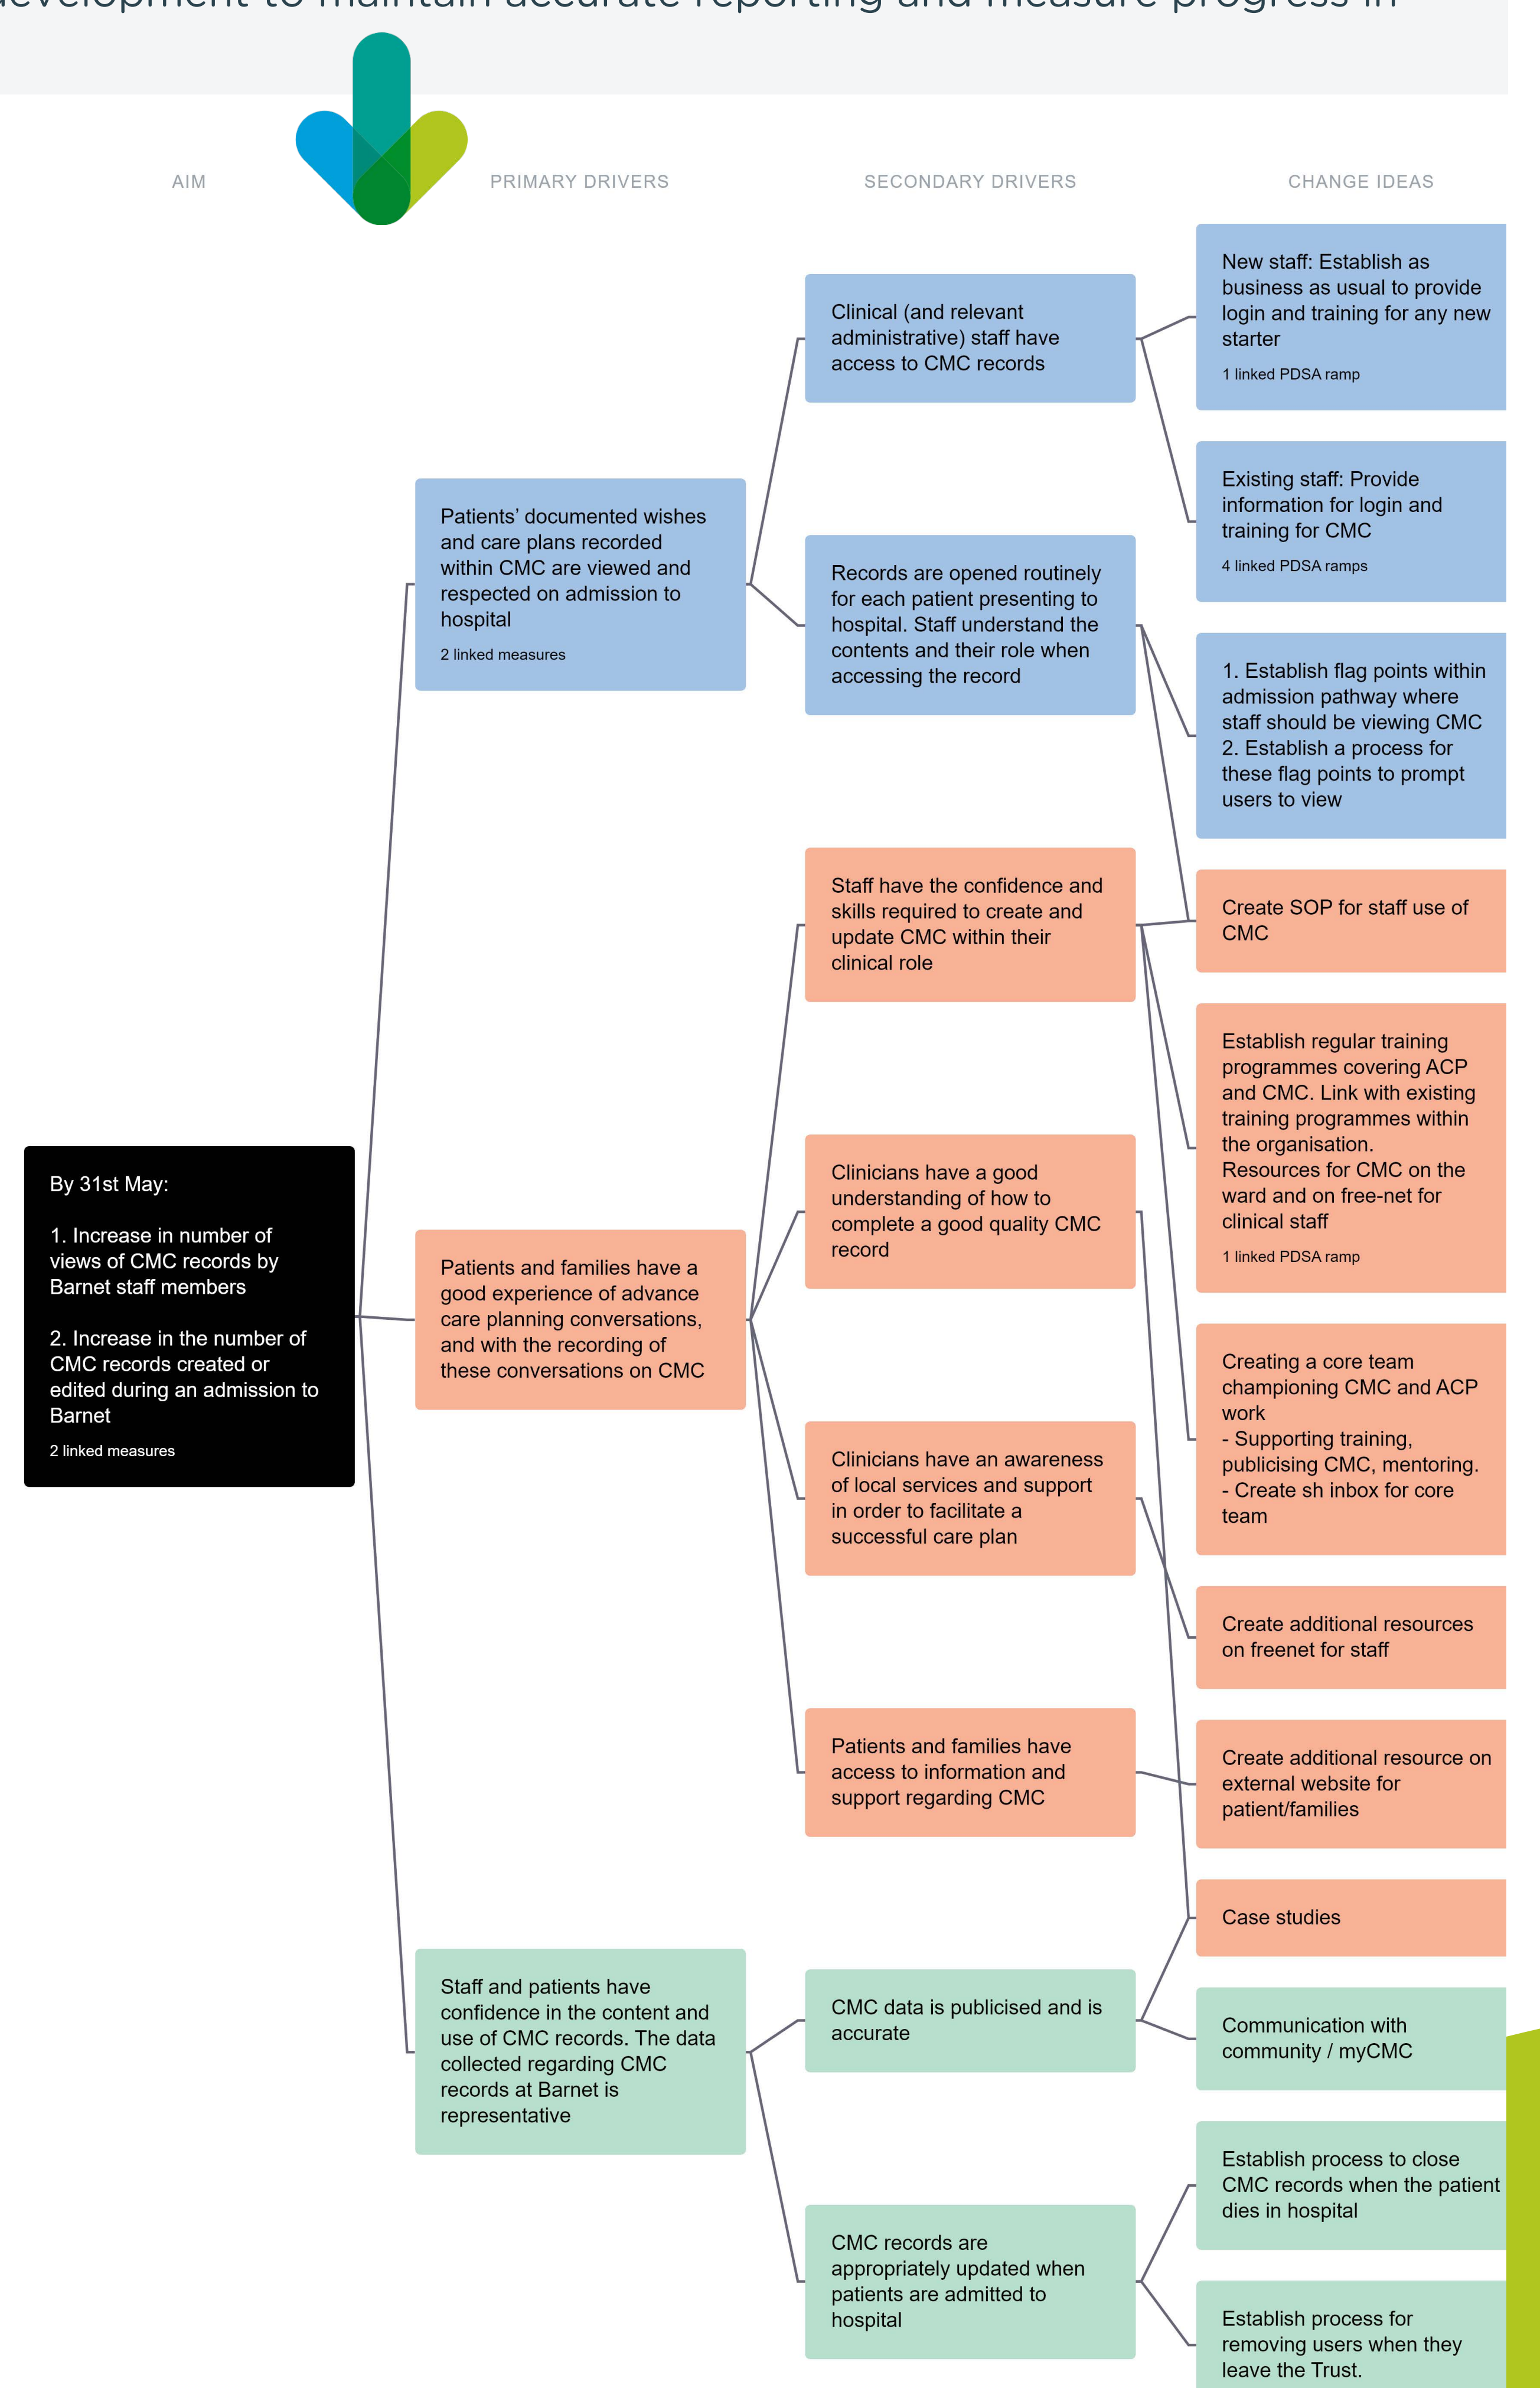 development to maintain accurate reporting and measure progress in
AIM
PRIMARY DRIVERS
SECONDARY DRIVERS
CHANGE IDEAS
By 31st May:
1. Increase in number of
views of CMC records by
Barnet staff members
2. Increase in the number of
CMC records created or
edited during an admission to
Barnet
2 linked measures
Patients’ documented wishes
and care plans recorded
within CMC are viewed and
respected on admission to
hospital
2 linked measures
Patients and families have a
good experience of advance
care planning conversations,
and with the recording of
these conversations on CMC
Staff and patients have
confidence in the content and
use of CMC records. The data
collected regarding CMC
records at Barnet is
representative
Clinical (and relevant
administrative) staff have
access to CMC records
Records are opened routinely
for each patient presenting to
hospital. Staff understand the
contents and their role when
accessing the record
Staff have the confidence and
skills required to create and
update CMC within their
clinical role
Clinicians have a good
understanding of how to
complete a good quality CMC
record
Clinicians have an awareness
of local services and support
in order to facilitate a
successful care plan
Patients and families have
access to information and
support regarding CMC
CMC data is publicised and is
accurate
CMC records are
appropriately updated when
patients are admitted to
hospital
New staff: Establish as
business as usual to provide
login and training for any new
starter
1 linked PDSA ramp
Existing staff: Provide
information for login and
training for CMC
4 linked PDSA ramps
1. Establish flag points within
admission pathway where
staff should be viewing CMC
2. Establish a process for
these flag points to prompt
users to view
Create SOP for staff use of
CMC
Establish regular training
programmes covering ACP
and CMC. Link with existing
training programmes within
the organisation.
Resources for CMC on the
ward and on free-net for
clinical staff
1 linked PDSA ramp
Creating a core team
championing CMC and ACP
work
- Supporting training,
publicising CMC, mentoring.
- Create sh inbox for core
team
Create additional resources
on freenet for staff
Create additional resource on
external website for
patient/families
Case studies
Communication with
community / myCMC
Establish process to close
CMC records when the patient
dies in hospital
Establish process for
removing users when they
leave the Trust.